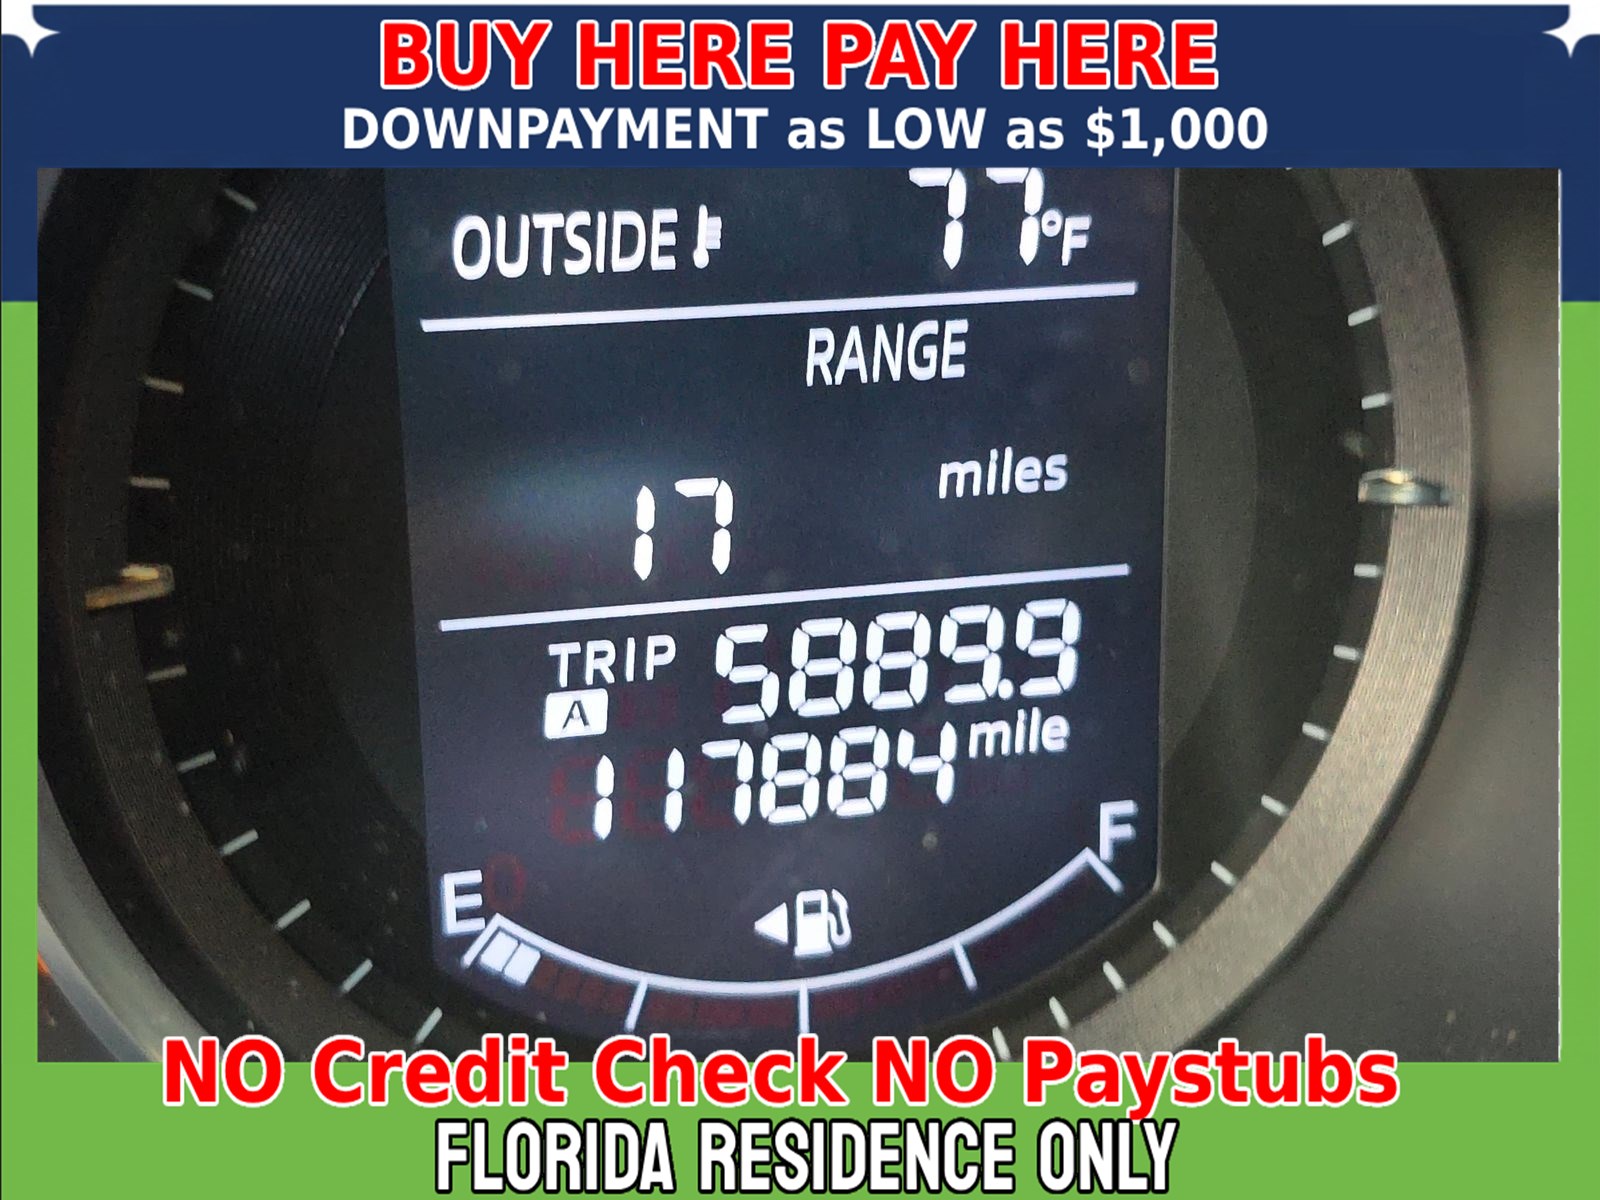 BUY HERE PAY HERE
DOWNPAYMENT as LOW as $1,000
OUTSIDE 77°F
RANGE
17 miles
TRIP A 5889.9
117884 mile
E F
NO Credit Check NO Paystubs
FLORIDA RESIDENCE ONLY